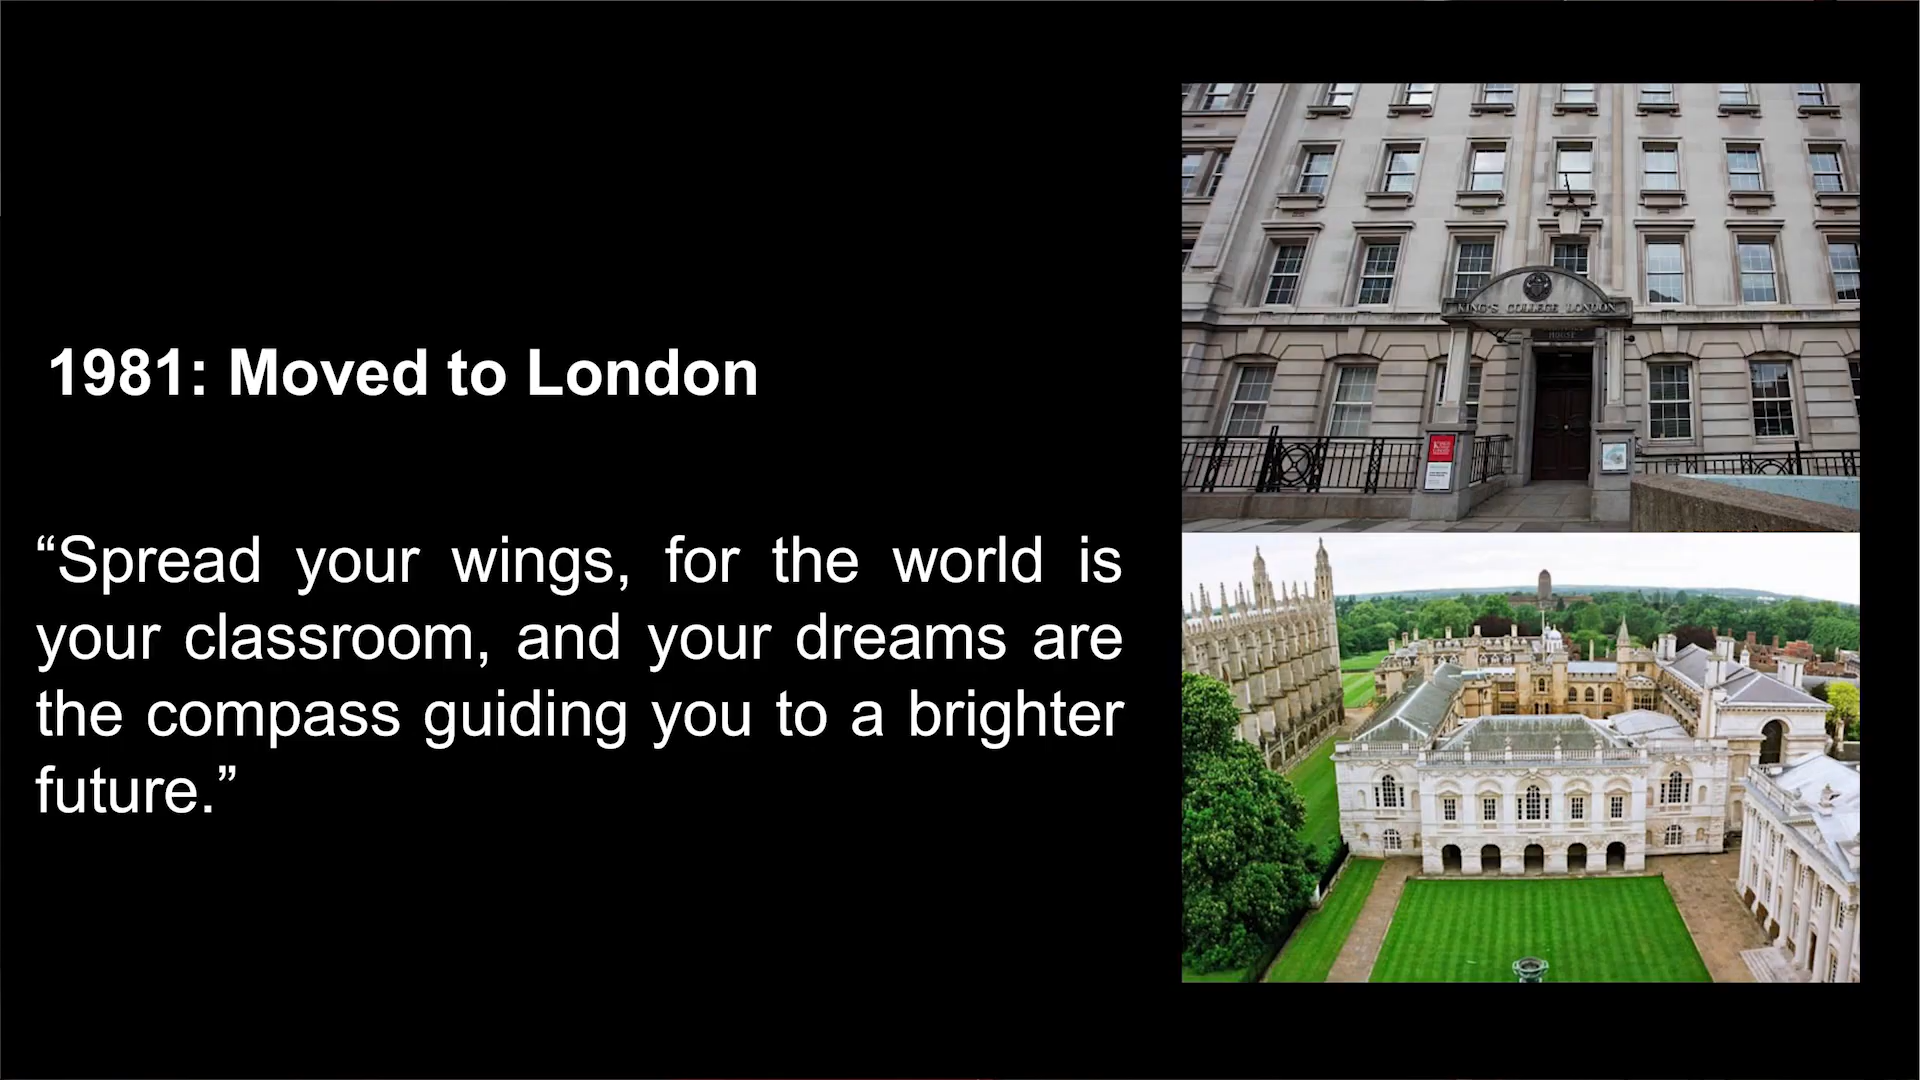 1981: Moved to London
“Spread your wings, for the world is
your classroom, and your dreams are
the compass guiding you to a brighter
future.”
KING'S COLLEGE LONDON